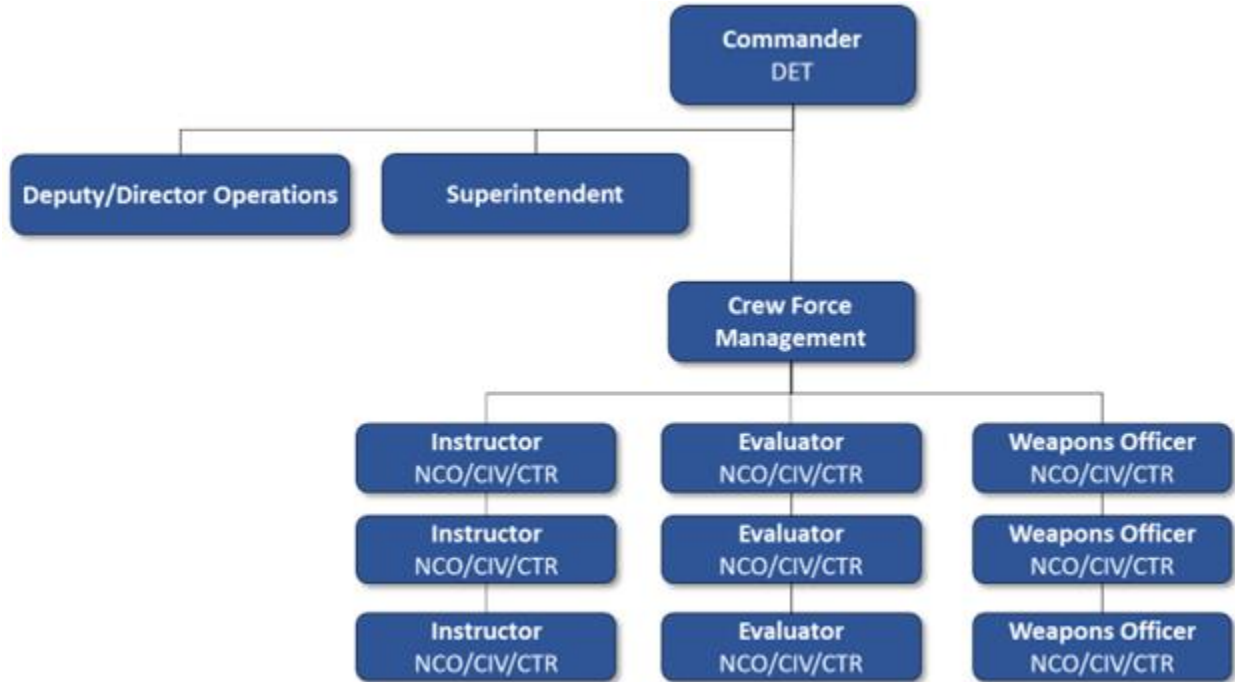 Commander
DET
Deputy/Director Operations
Superintendent
Crew Force
Management
Instructor
NCO/CIV/CTR
Evaluator
NCO/CIV/CTR
Weapons Officer
NCO/CIV/CTR
Instructor
NCO/CIV/CTR
Evaluator
NCO/CIV/CTR
Weapons Officer
NCO/CIV/CTR
Instructor
NCO/CIV/CTR
Evaluator
NCO/CIV/CTR
Weapons Officer
NCO/CIV/CTR